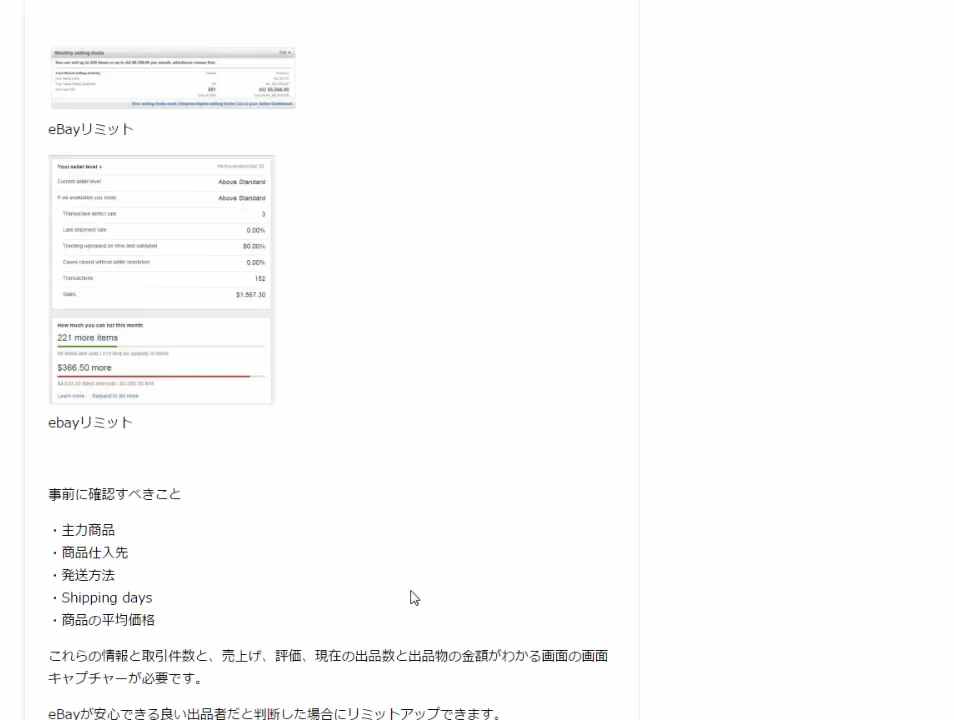 Monthly selling limits
eBayリミット
Your seller level >
Current seller level Above Standard
If we evaluated you today Above Standard
Transaction defect rate 3
Late shipment rate 0.00%
Tracking uploaded on time and validated 80.00%
Cases closed without seller resolution 0.00%
Transactions 152
Sales $1,567.30
How much you can list this month
221 more items
$366.50 more
Learn more Request to list more
ebayリミット
事前に確認すべきこと
・主力商品
・商品仕入先
・発送方法
・Shipping days
・商品の平均価格
これらの情報と取引件数と、売上げ、評価、現在の出品数と出品物の金額がわかる画面の画面
キャプチャーが必要です。
eBayが安心できる良い出品者だと判断した場合にリミットアップできます。